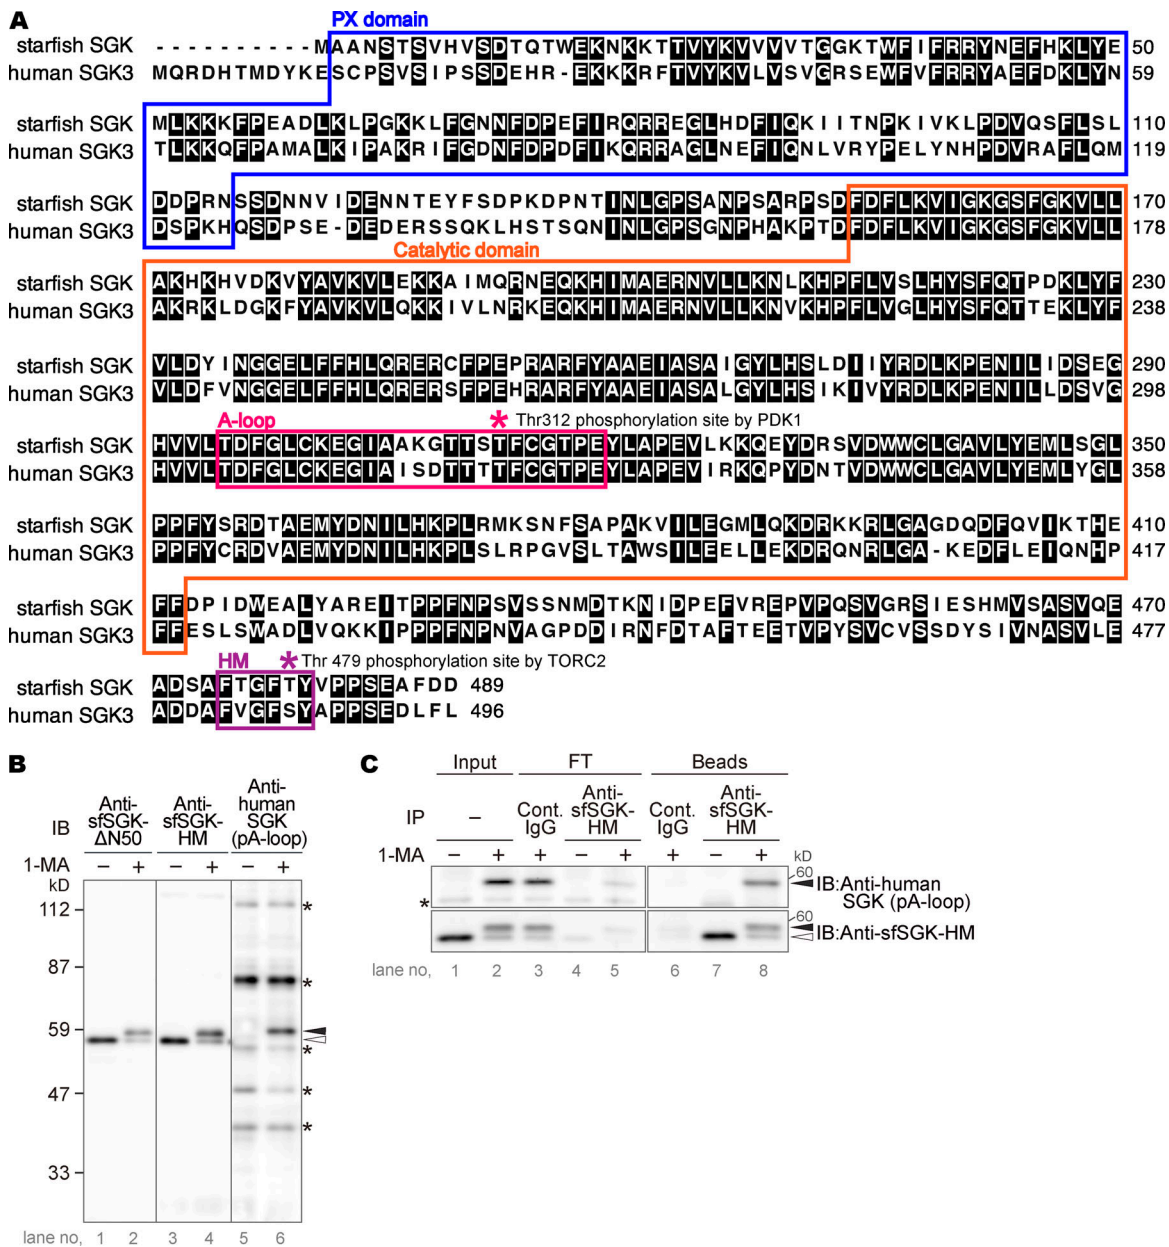 A
PX domain
starfish SGK - - - - - - - - - - MAANSTSVHVSDTQTWEKNKKTTVYKVVVVTGGKTWFIFRRYNEFHKLYE 50
human SGK3 MQRDHTMDYKESCPSVSIPSSDEHR-EKKKRFTVYKVLVSVGRSEWFVFRRYAEFDKLYN 59
starfish SGK MLKKKFPEADLKLPGKKLFGNNFDPEFIRQRREGLHDFIQKIITNPKIVKLPDVQSFLSL 110
human SGK3 TLKKQFPAMALKIPAKRIFGDNFDPDFIKQRRAGLNEFIQNLVRYPELYNHPDVRAFLQM 119
starfish SGK DDPRNSSDNNVIDENNTEYFSDPKDPNTINLGPSANPSARPSDFDFLKVIGKGSFGKVLL 170
human SGK3 DSPKHQSDPSE-DEDERSSQKLHSTSQNINLGPSGNPHAKPTDFDFLKVIGKGSFGKVLL 178
Catalytic domain
starfish SGK AKHKHVDKVYAVKVLEKKAIMQRNEQKHIMAERNVLLKNLKHPFLVSLHYSFQTPDKLYF 230
human SGK3 AKRKLDGKFYAVKVLQKKIVLNRKEQKHIMAERNVLLKNVKHPFLVGLHYSFQTTEKLYF 238
starfish SGK VLDYINGGELFFHLQRERCFPEPRARFYAAEIASAIGYLHSLDIIYRDLKPENILIDSEG 290
human SGK3 VLDFVNGGELFFHLQRERSFPEHRARFYAAEIASALGYLHSIKIVYRDLKPENILLDSVG 298
A-loop * Thr312 phosphorylation site by PDK1
starfish SGK HVVLTDFGLCKEGIAAKGTTSTFCGTPEYLAPEVLKKQEYDRSVDWWCLGAVLYEMLSGL 350
human SGK3 HVVLTDFGLCKEGIAISDTTTTFCGTPEYLAPEVIRKQPYDNTVDWWCLGAVLYEMLYGL 358
starfish SGK PPFYSRDTAEMYDNILHKPLRMKSNFSAPAKVILEGMLQKDRKKRLGAGDQDFQVIKTHE 410
human SGK3 PPFYCRDVAEMYDNILHKPLSLRPGVSLTAWSILEELLEKDRQNRLGA-KEDFLEIQNHP 417
starfish SGK FFDPIDWEALYAREITPPFNPSVSSNMDTKNIDPEFVREPVPQSVGRSIESHMVSASVQE 470
human SGK3 FFESLSWADLVQKKIPPPFNPNVAGPDDIRNFDTAFTEETVPYSVCVSSDYSIVNASVLE 477
HM * Thr 479 phosphorylation site by TORC2
starfish SGK ADSAFTGFTYVPPSEAFDD 489
human SGK3 ADDAFVGFSYAPPSEDLFL 496
B
IB
Anti-sfSGK-ΔN50
Anti-sfSGK-HM
Anti-human SGK (pA-loop)
1-MA − + − + − +
kD
112
87
59
47
33
*
*
*
*
*
lane no, 1 2 3 4 5 6
C
Input FT Beads
IP − Cont. IgG Anti-sfSGK-HM Cont. IgG Anti-sfSGK-HM
1-MA − + + − + + − + kD
60
IB:Anti-human SGK (pA-loop)
*
60
IB:Anti-sfSGK-HM
lane no, 1 2 3 4 5 6 7 8